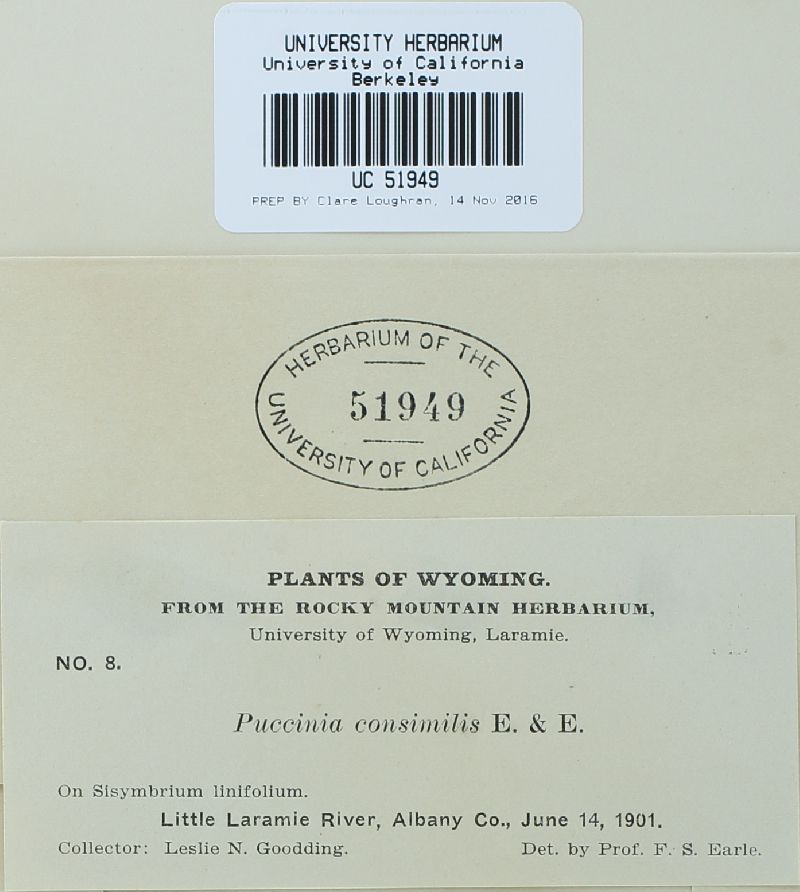 UNIVERSITY HERBARIUM
University of California
Berkeley
UC 51949
PREP BY Clare Loughran, 14 Nov 2016
HERBARIUM OF THE
51949
UNIVERSITY OF CALIFORNIA
PLANTS OF WYOMING.
FROM THE ROCKY MOUNTAIN HERBARIUM,
University of Wyoming, Laramie.
NO. 8.
Puccinia consimilis E. & E.
On Sisymbrium linifolium.
Little Laramie River, Albany Co., June 14, 1901.
Collector: Leslie N. Goodding. Det. by Prof. F. S. Earle.